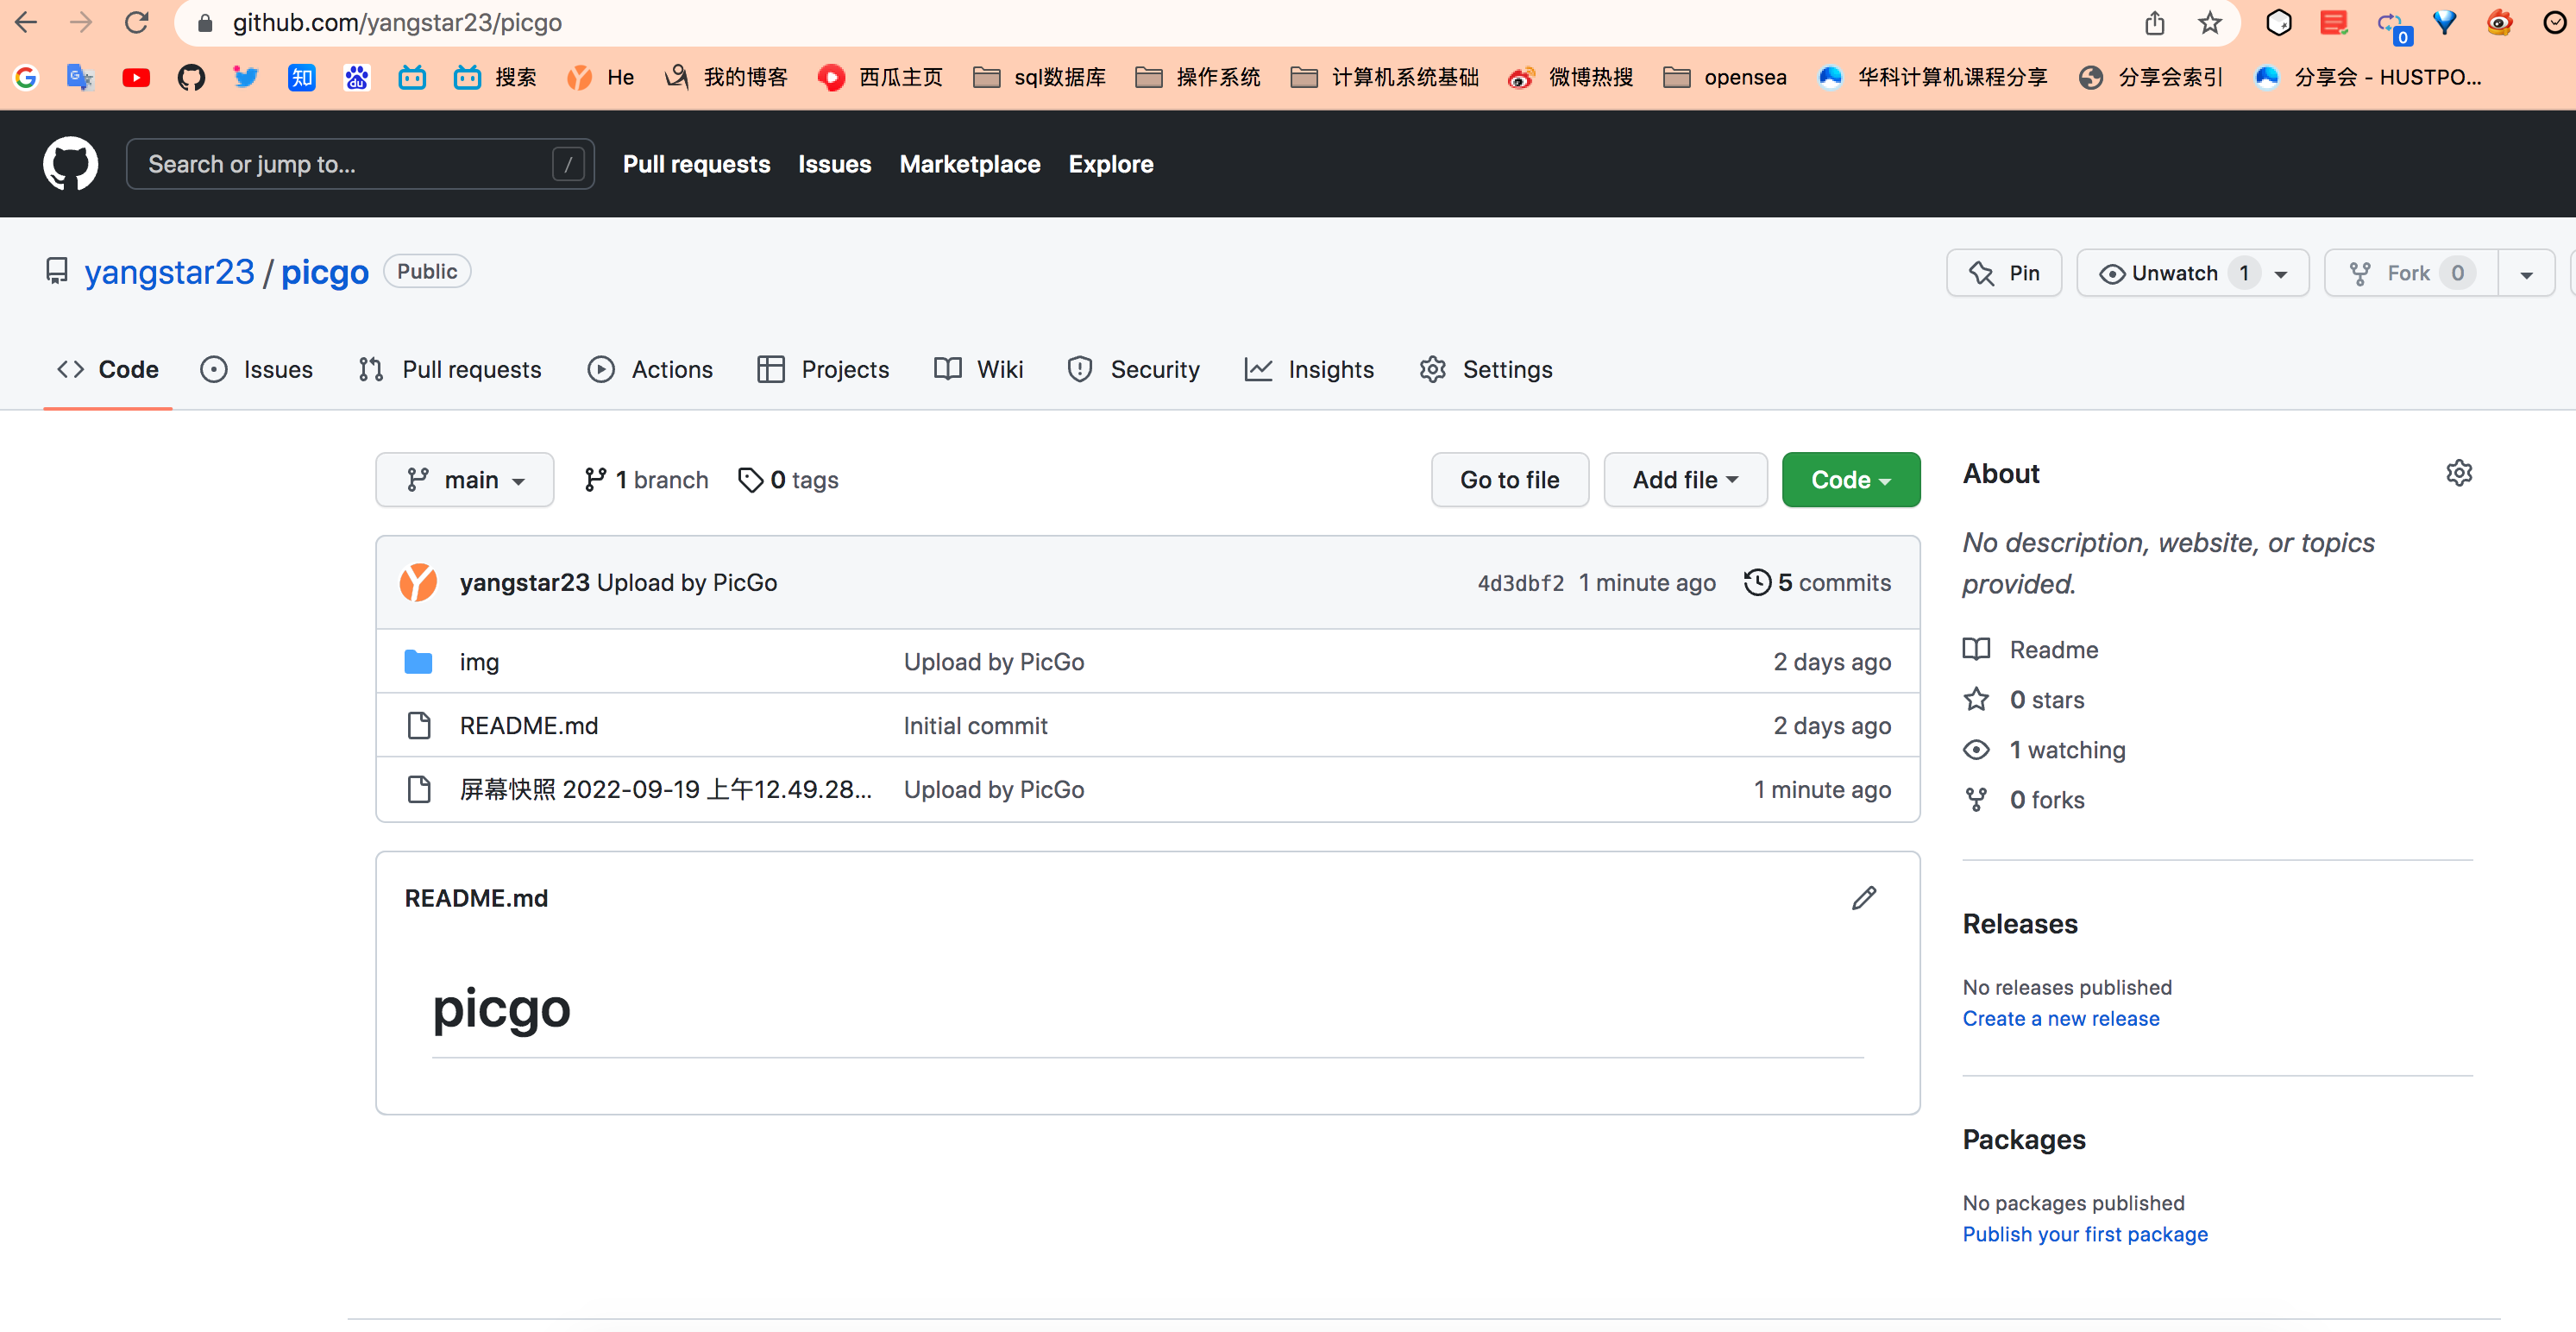 github.com/yangstar23/picgo
0
知 du 搜索 He 我的博客 西瓜主页 sql数据库 操作系统 计算机系统基础 微博热搜 opensea 华科计算机课程分享 分享会索引 分享会 - HUSTPO...
Search or jump to... / Pull requests Issues Marketplace Explore
yangstar23 / picgo Public Pin Unwatch 1 Fork 0
Code Issues Pull requests Actions Projects Wiki Security Insights Settings
main 1 branch 0 tags Go to file Add file Code
yangstar23 Upload by PicGo 4d3dbf2 1 minute ago 5 commits
img Upload by PicGo 2 days ago
README.md Initial commit 2 days ago
屏幕快照 2022-09-19 上午12.49.28... Upload by PicGo 1 minute ago
README.md
picgo
About
No description, website, or topics
provided.
Readme
0 stars
1 watching
0 forks
Releases
No releases published
Create a new release
Packages
No packages published
Publish your first package